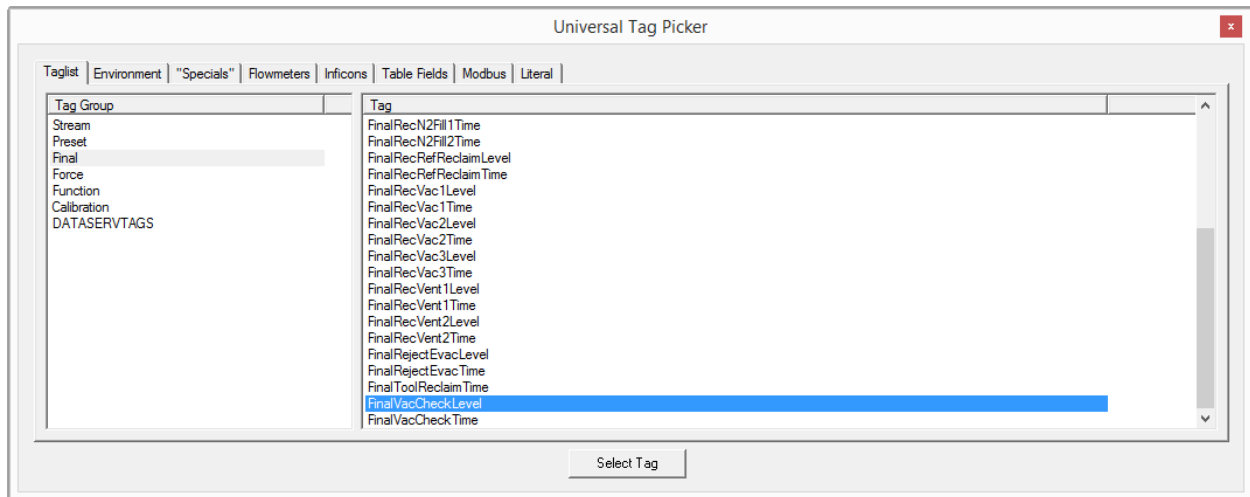 Universal Tag Picker
x
Taglist Environment "Specials" Flowmeters Inficons Table Fields Modbus Literal
Tag Group
Stream
Preset
Final
Force
Function
Calibration
DATASERVTAGS
Tag
FinalRecN2Fill1Time
FinalRecN2Fill2Time
FinalRecRefReclaimLevel
FinalRecRefReclaimTime
FinalRecVac1Level
FinalRecVac1Time
FinalRecVac2Level
FinalRecVac2Time
FinalRecVac3Level
FinalRecVac3Time
FinalRecVent1Level
FinalRecVent1Time
FinalRecVent2Level
FinalRecVent2Time
FinalRejectEvacLevel
FinalRejectEvacTime
FinalToolReclaimTime
FinalVacCheckLevel
FinalVacCheckTime
Select Tag